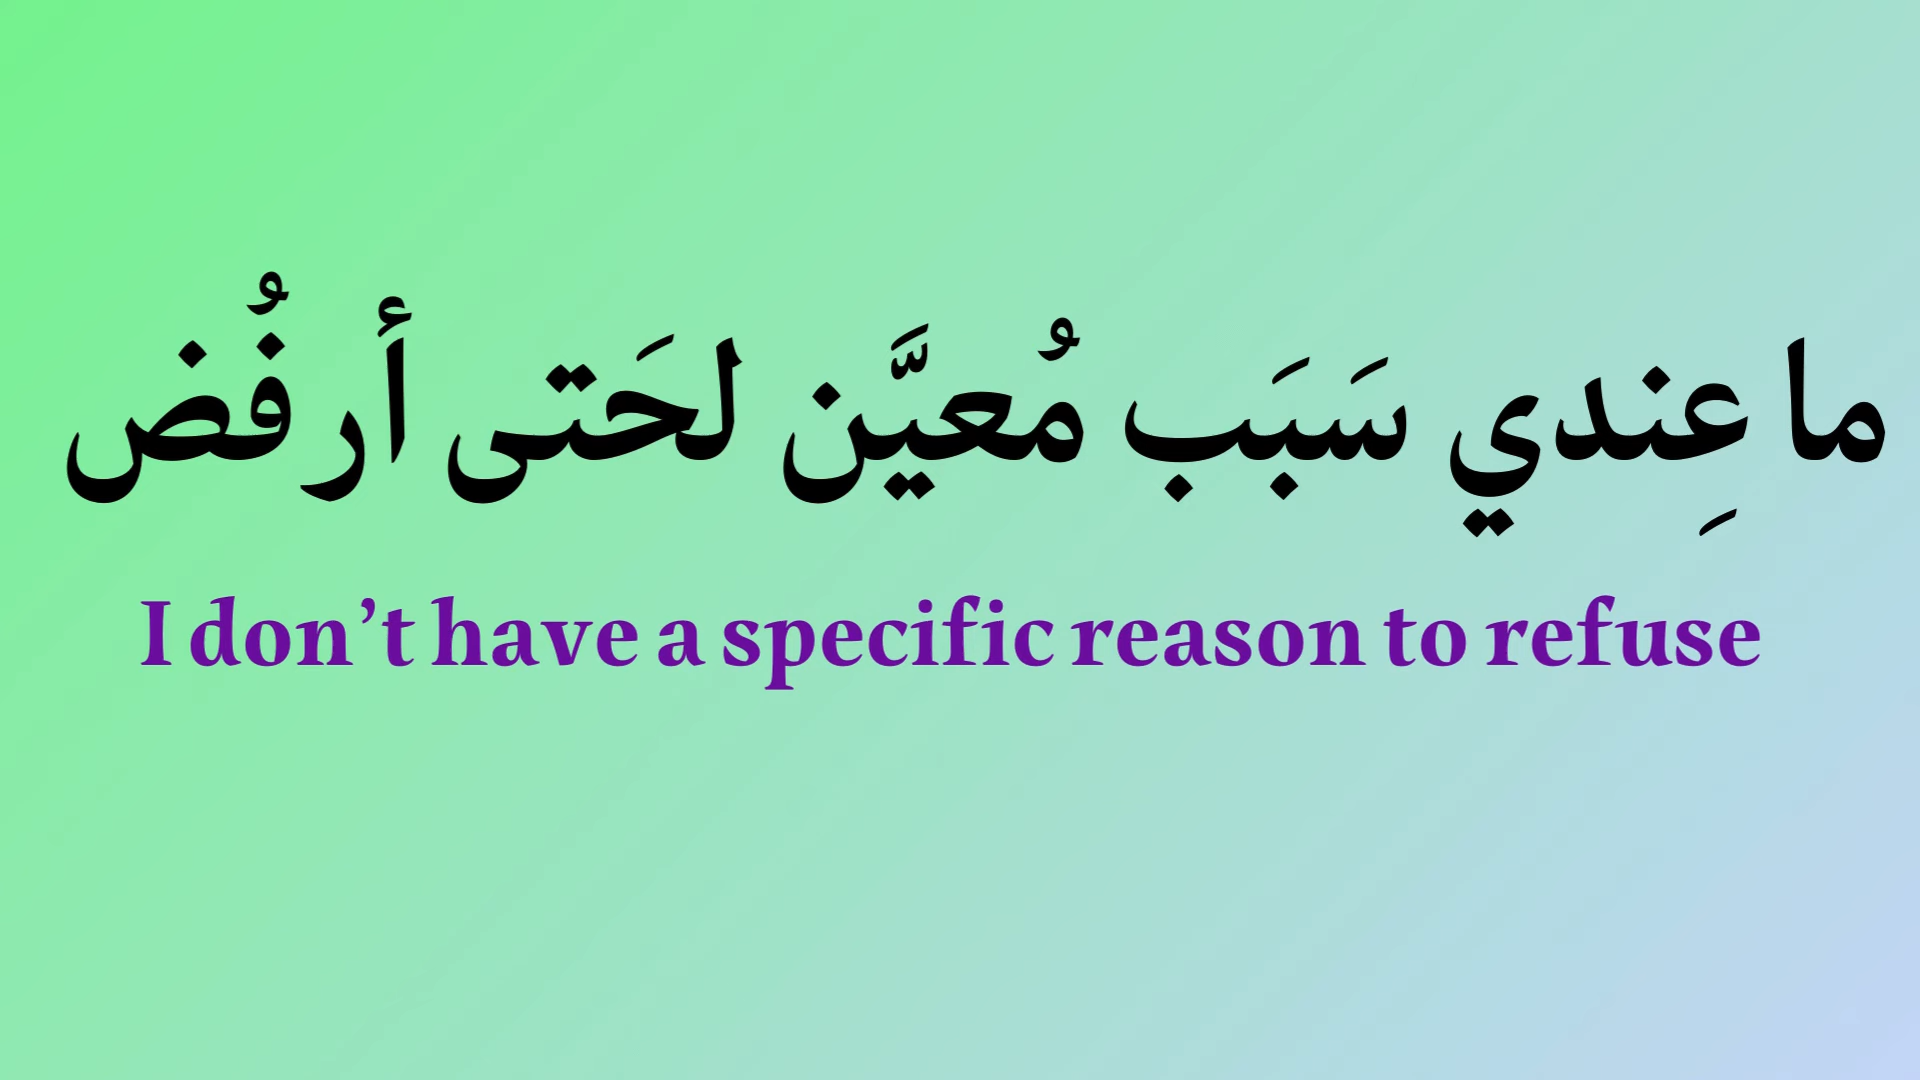 ما عِندي سَبَب مُعيَّن لحَتى أرفُض
I don’t have a specific reason to refuse